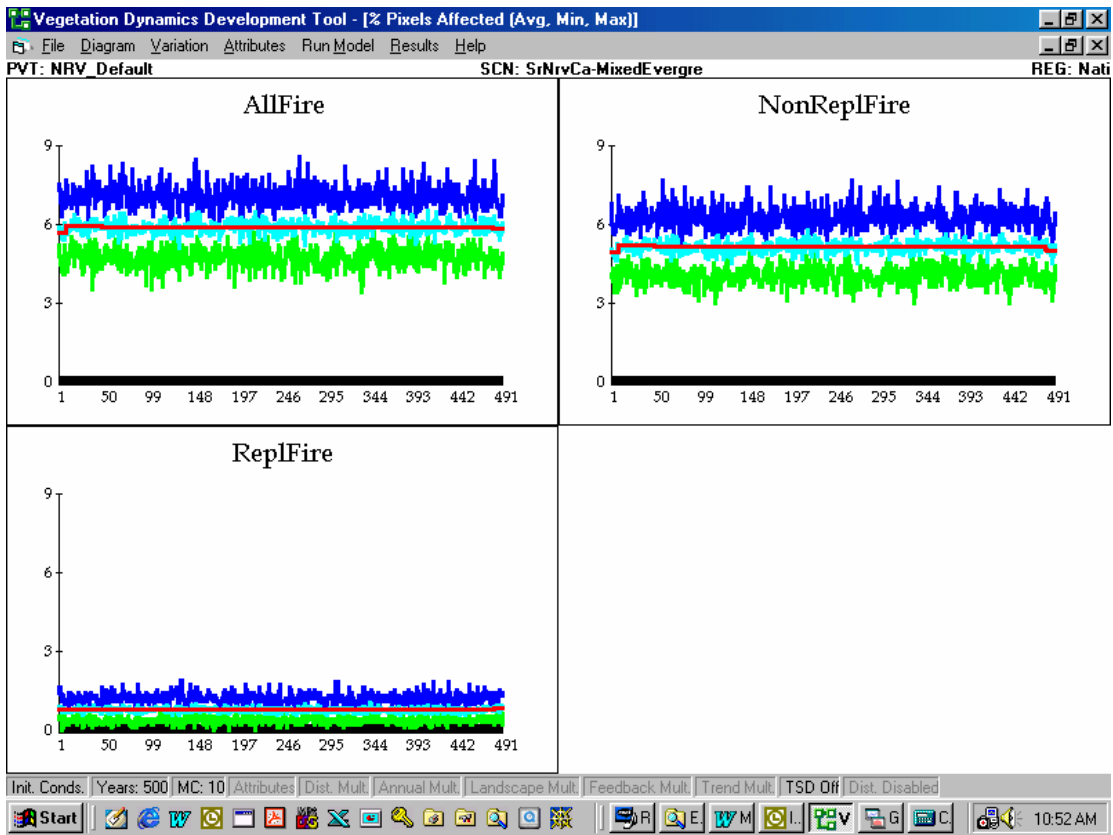 Vegetation Dynamics Development Tool - [% Pixels Affected (Avg, Min, Max)]
File Diagram Variation Attributes Run Model Results Help
PVT: NRV_Default SCN: SrNrvCa-MixedEvergre REG: Nati
AllFire
9
6
3
0
1 50 99 148 197 246 295 344 393 442 491
NonReplFire
9
6
3
0
1 50 99 148 197 246 295 344 393 442 491
ReplFire
9
6
3
0
1 50 99 148 197 246 295 344 393 442 491
Init. Conds. Years: 500 MC: 10 Attributes Dist. Mult. Annual Mult. Landscape Mult. Feedback Mult. Trend Mult. TSD Off Dist. Disabled
Start R E. M I.. V G C. 10:52 AM